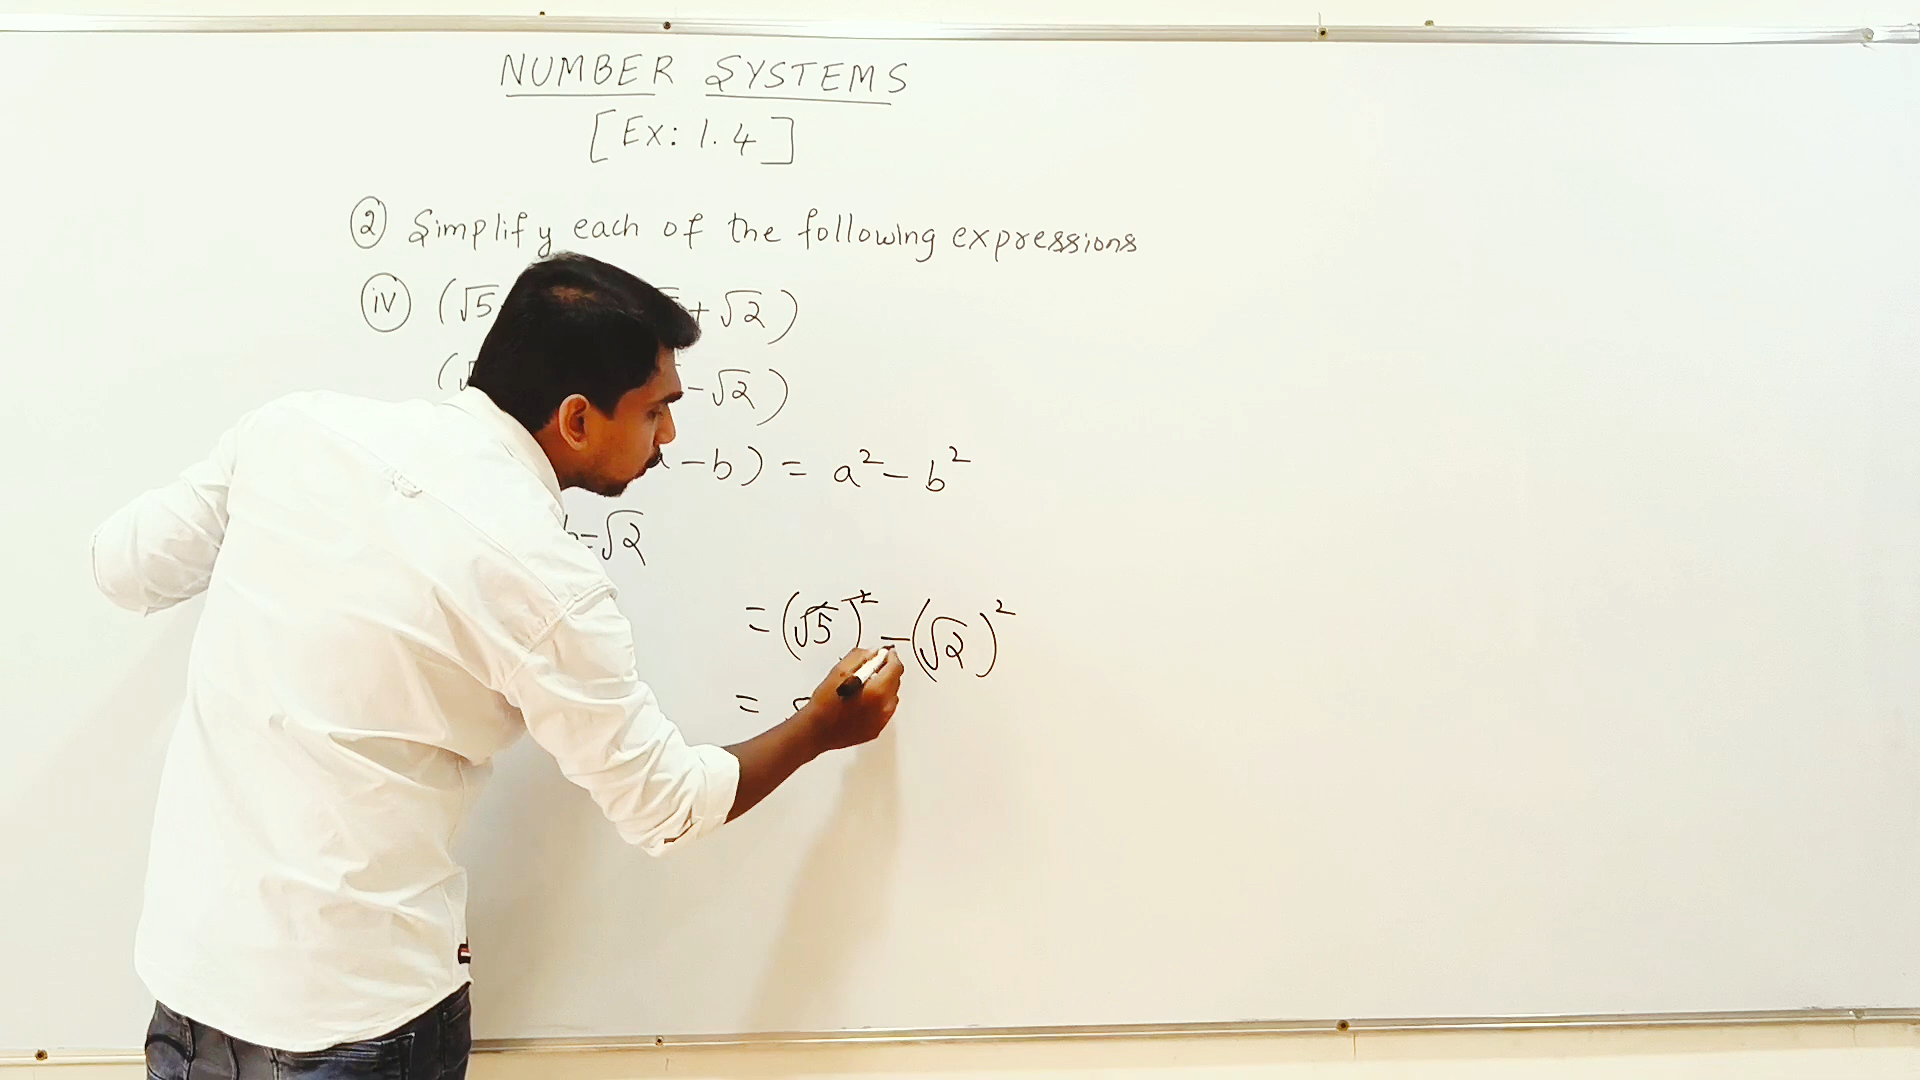 NUMBER SYSTEMS
[Ex: 1.4]
② Simplify each of the following expressions
(iv) (√5 + √2)
(√ - √2)
- b) = a² - b²
b=√2
= (√5)² - (√2)²
=